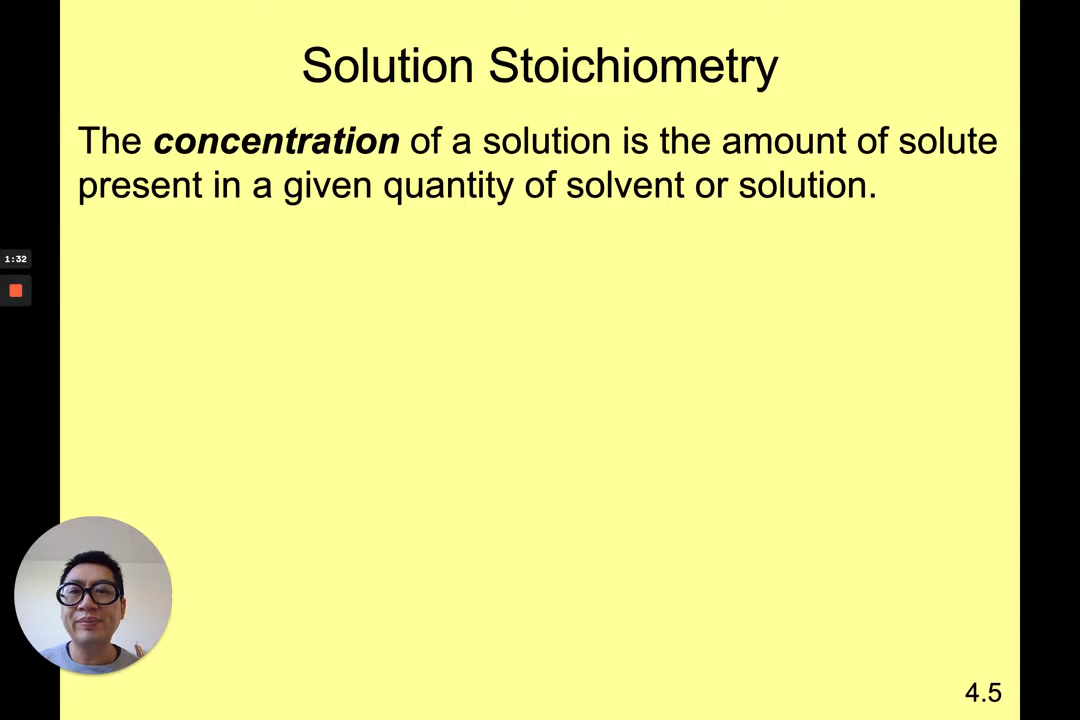 Solution Stoichiometry
The concentration of a solution is the amount of solute
present in a given quantity of solvent or solution.
1:32
4.5